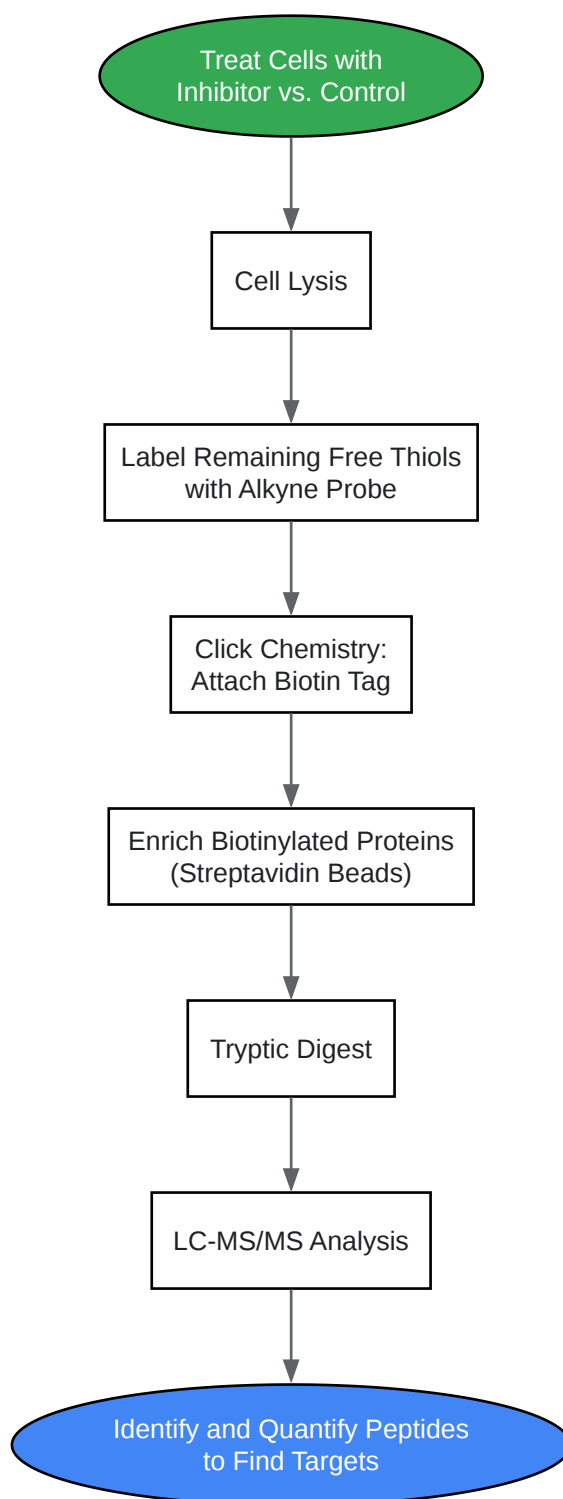 Treat Cells with
Inhibitor vs. Control
Cell Lysis
Label Remaining Free Thiols
with Alkyne Probe
Click Chemistry:
Attach Biotin Tag
Enrich Biotinylated Proteins
(Streptavidin Beads)
Tryptic Digest
LC-MS/MS Analysis
Identify and Quantify Peptides
to Find Targets